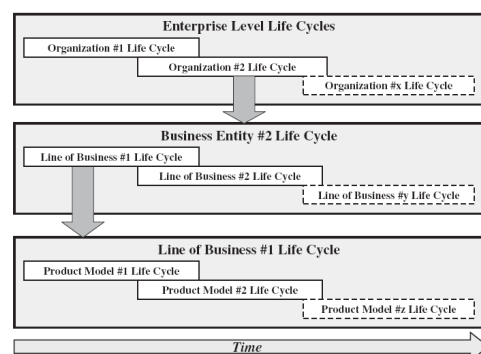 Enterprise Level Life Cycles
Organization #1 Life Cycle
Organization #2 Life Cycle
Organization #x Life Cycle
Business Entity #2 Life Cycle
Line of Business #1 Life Cycle
Line of Business #2 Life Cycle
Line of Business #y Life Cycle
Line of Business #1 Life Cycle
Product Model #1 Life Cycle
Product Model #2 Life Cycle
Product Model #z Life Cycle
Time